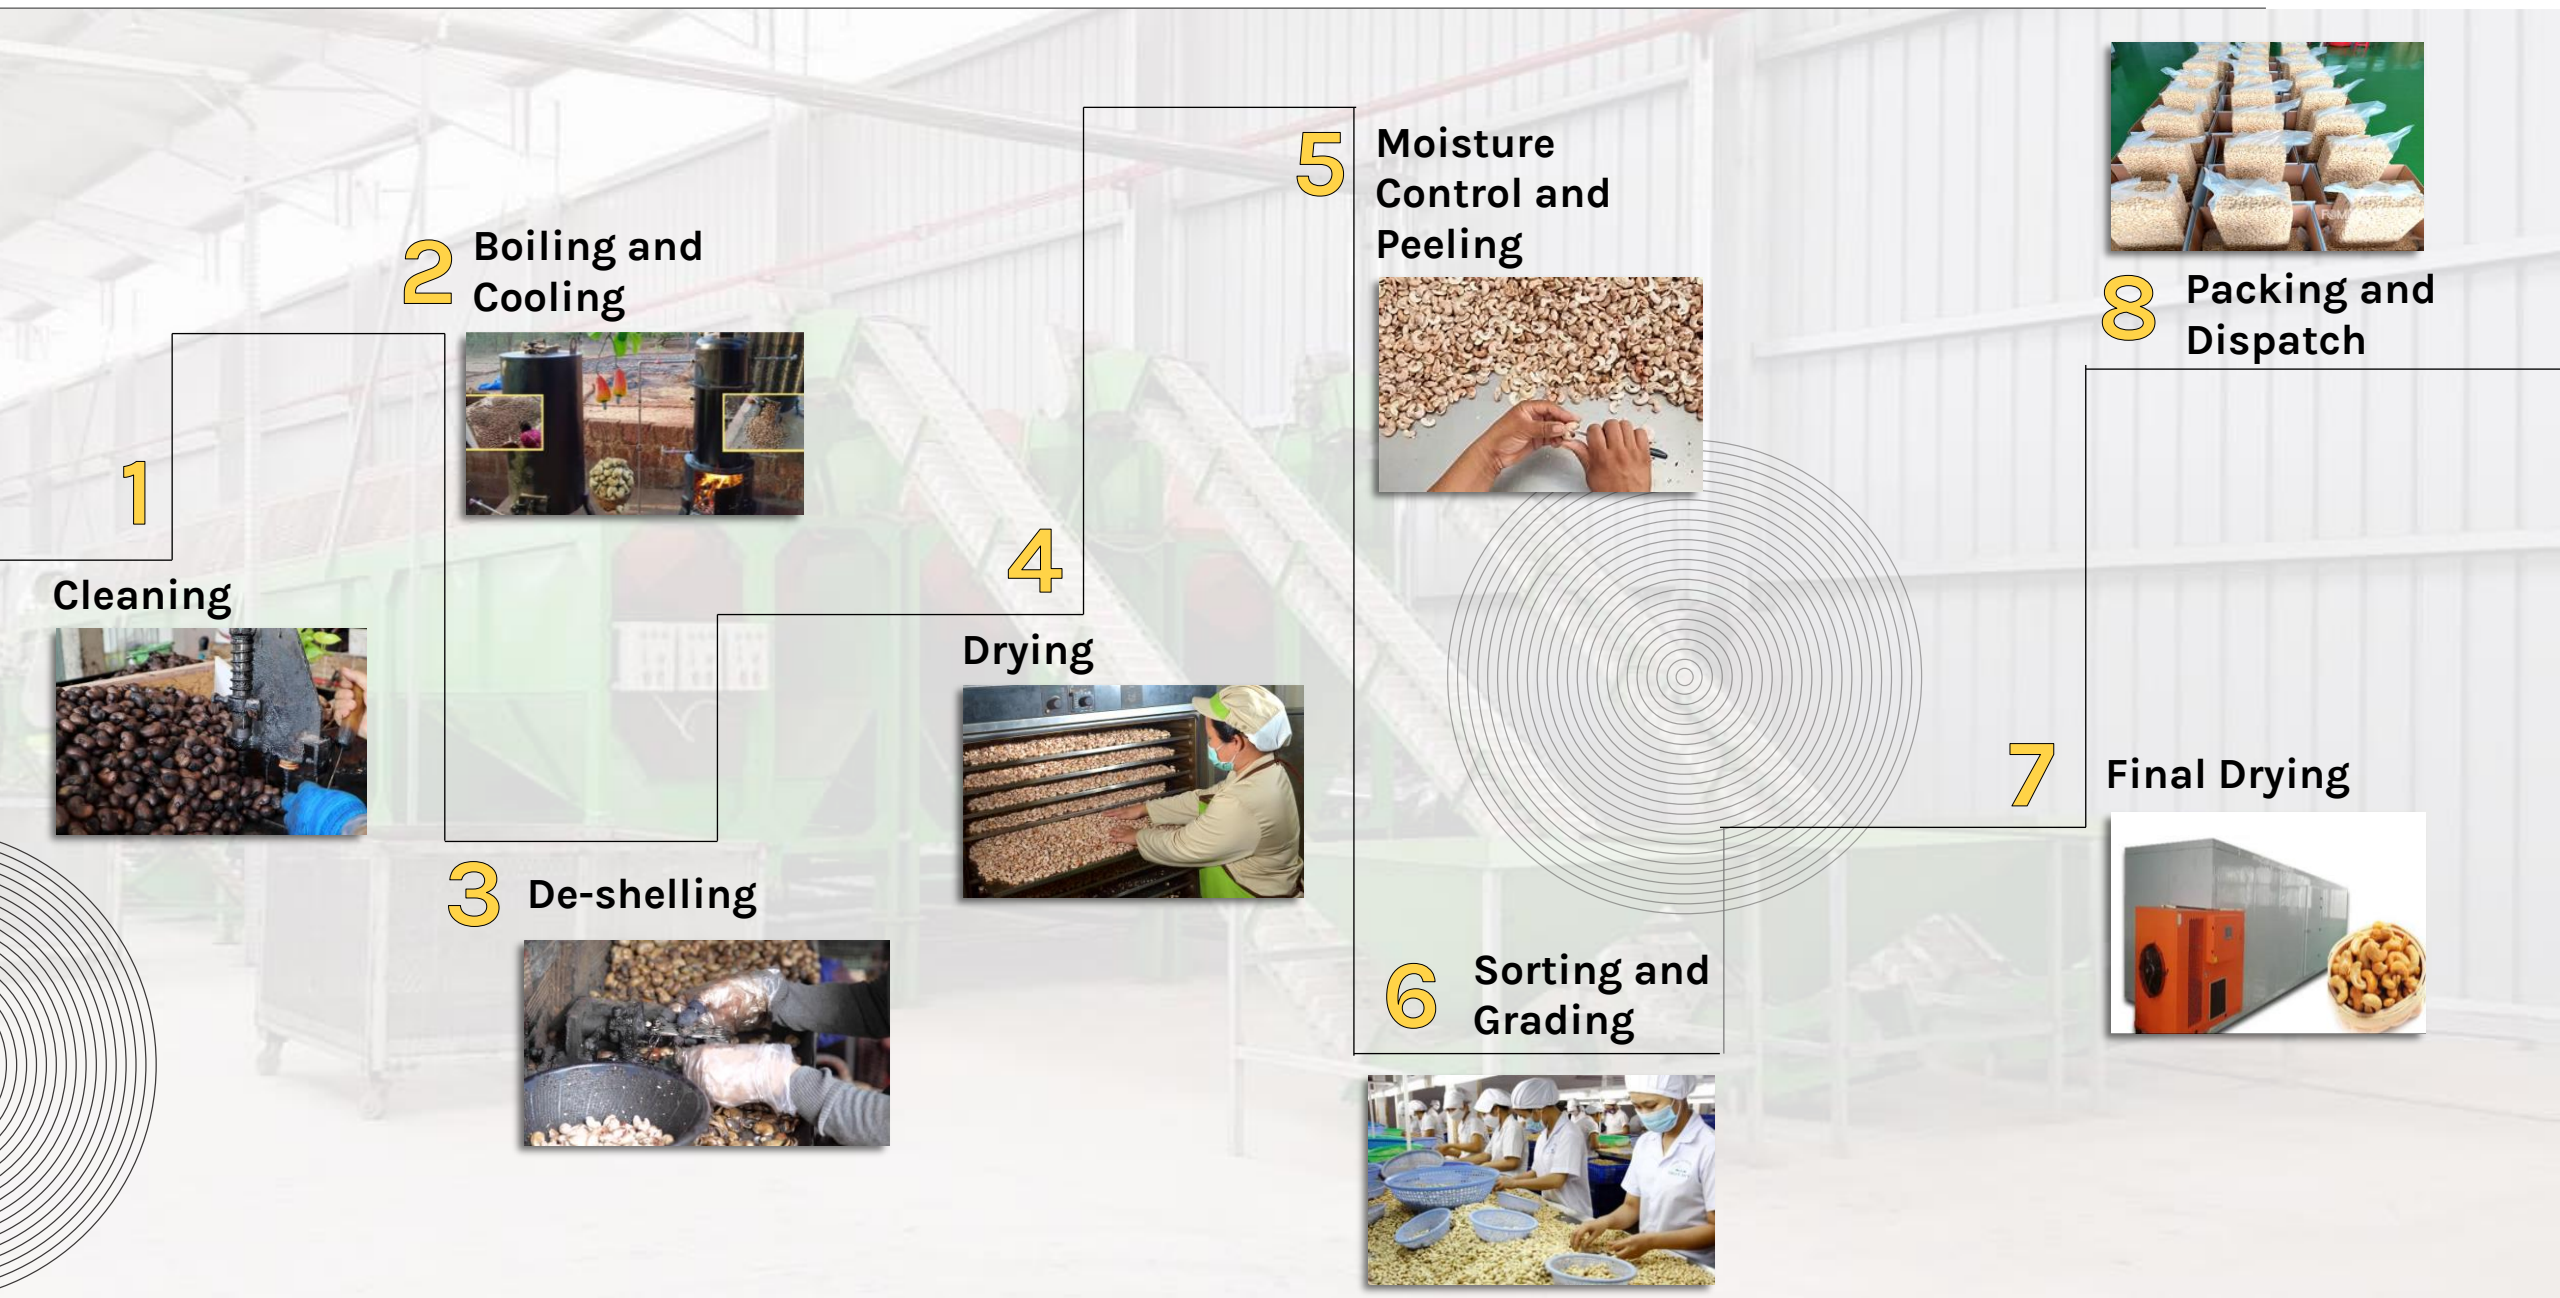 1
Cleaning
2
Boiling and
Cooling
3
De-shelling
4
Drying
5
Moisture
Control and
Peeling
6
Sorting and
Grading
7
Final Drying
8
Packing and
Dispatch